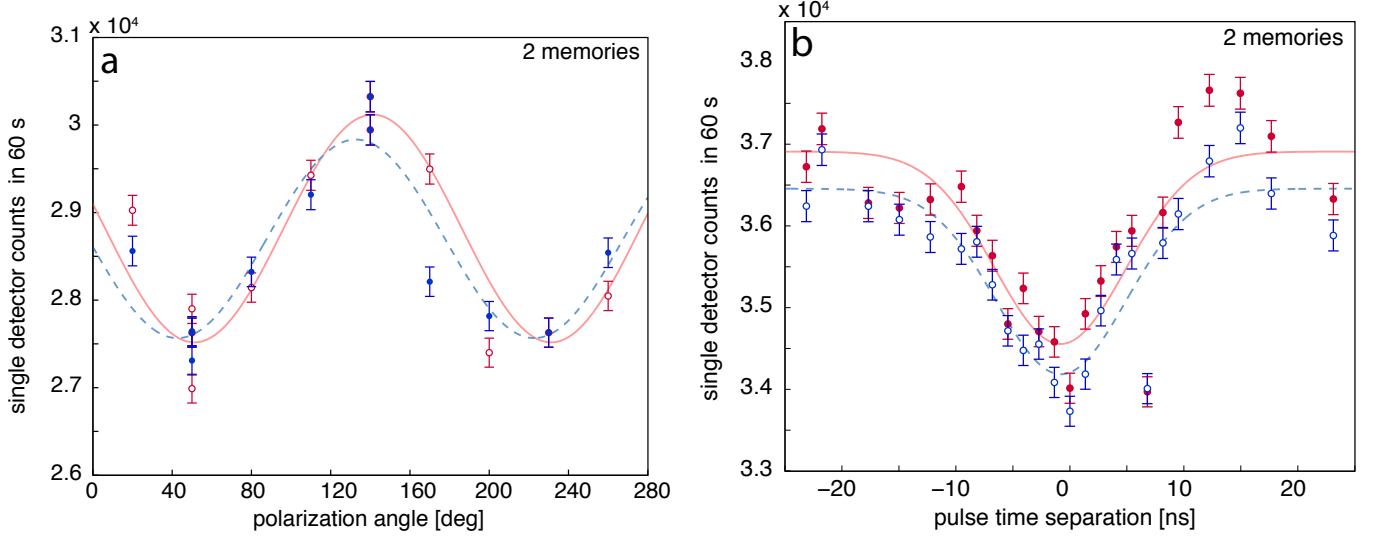 x 10⁴
a
2 memories
3.1
3
2.9
2.8
2.7
2.6
0 40 80 120 160 200 240 280
polarization angle [deg]
single detector counts in 60 s
x 10⁴
b
2 memories
3.8
3.7
3.6
3.5
3.4
3.3
−20 −10 0 10 20
pulse time separation [ns]
single detector counts in 60 s